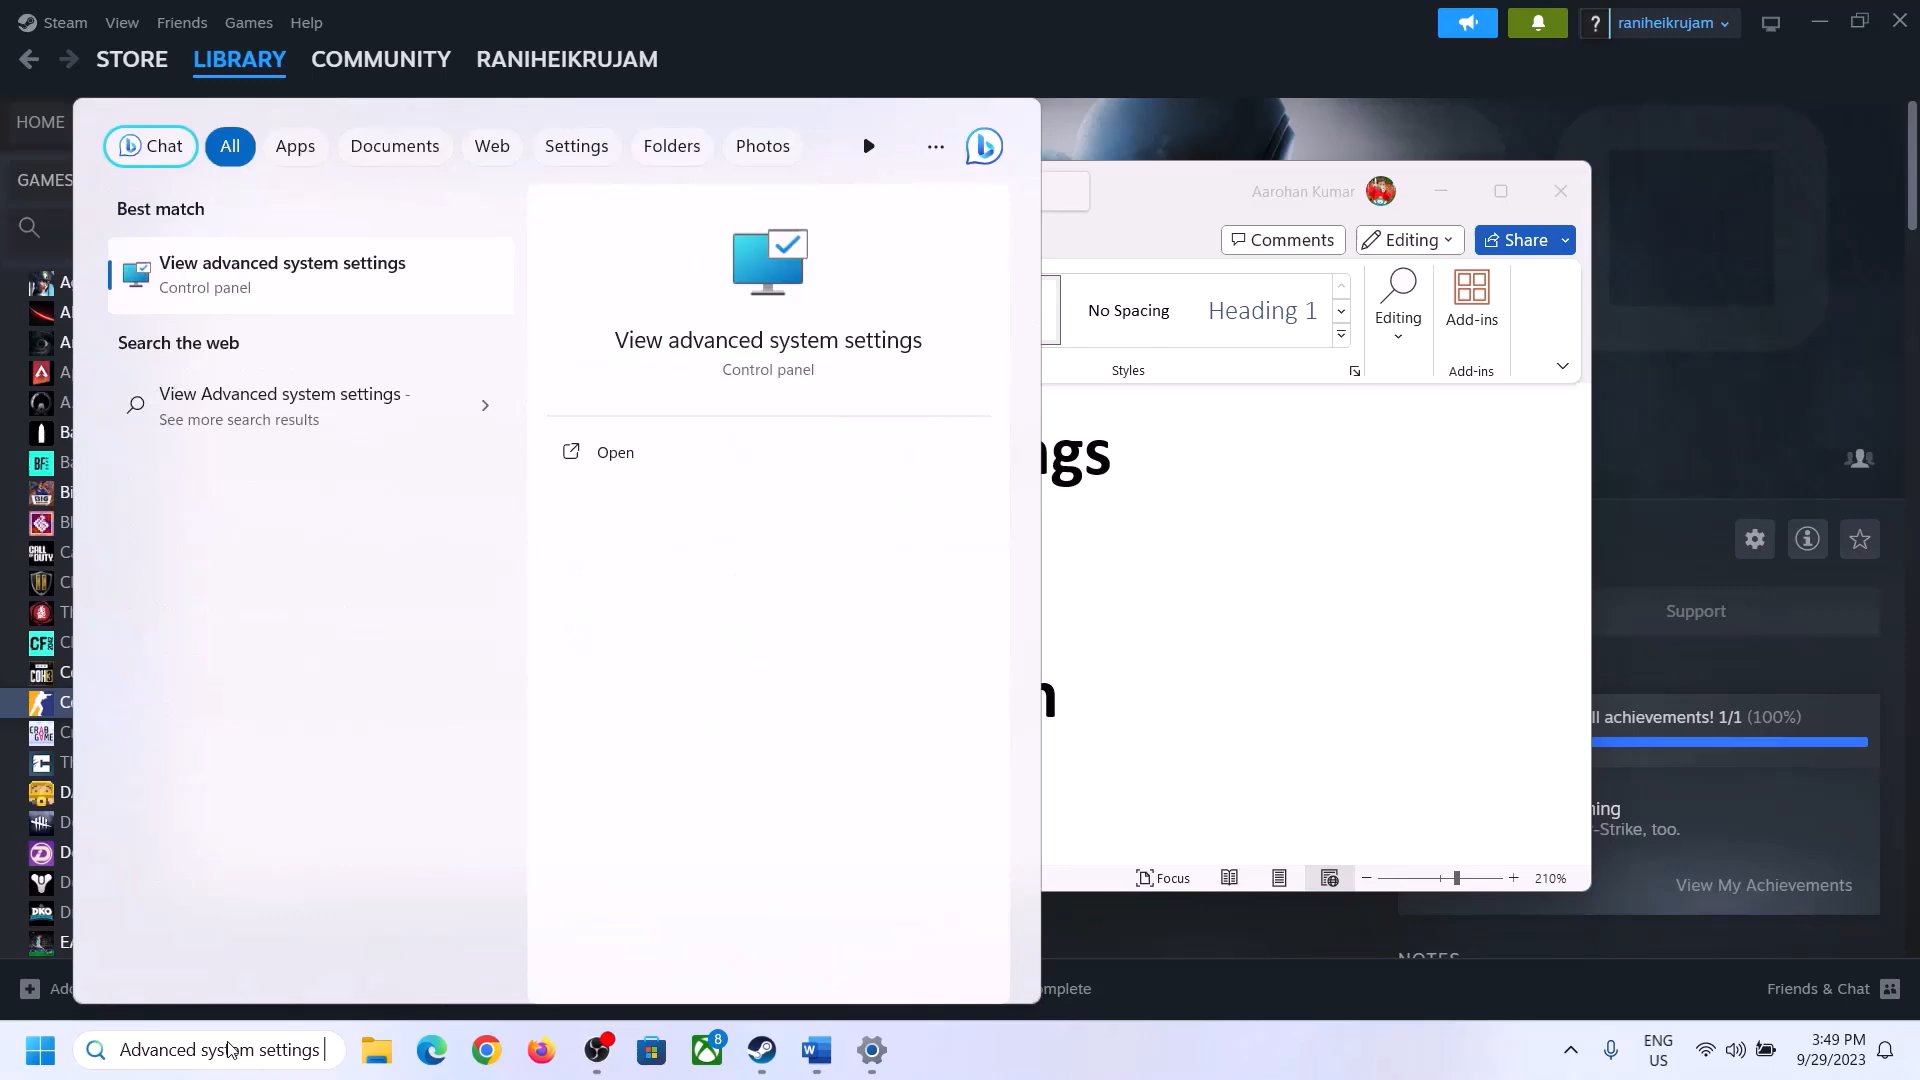 Steam View Friends Games Help
raniheikrujam
STORE LIBRARY COMMUNITY RANIHEIKRUJAM
HOME
GAMES
Chat All Apps Documents Web Settings Folders Photos
Best match
View advanced system settings
Control panel
Search the web
View Advanced system settings -
See more search results
View advanced system settings
Control panel
Open
Aarohan Kumar
Comments Editing Share
No Spacing Heading 1
Editing
Add-ins
Styles
Add-ins
ngs
n
Focus
210%
Support
ll achievements! 1/1 (100%)
-Strike, too.
View My Achievements
mplete
Friends & Chat
Advanced system settings
8
ENG
US
3:49 PM
9/29/2023